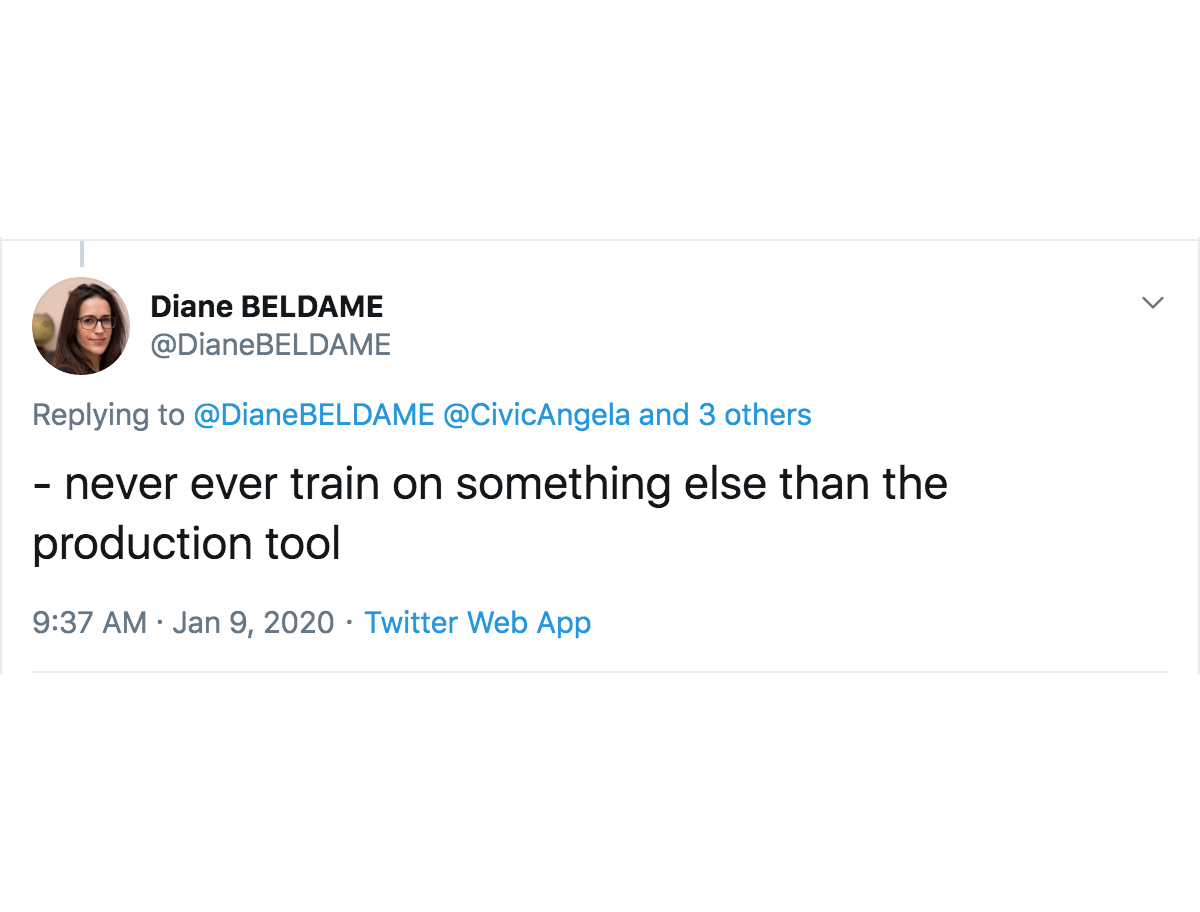 Diane BELDAME
@DianeBELDAME
Replying to @DianeBELDAME @CivicAngela and 3 others
- never ever train on something else than the
production tool
9:37 AM · Jan 9, 2020 · Twitter Web App